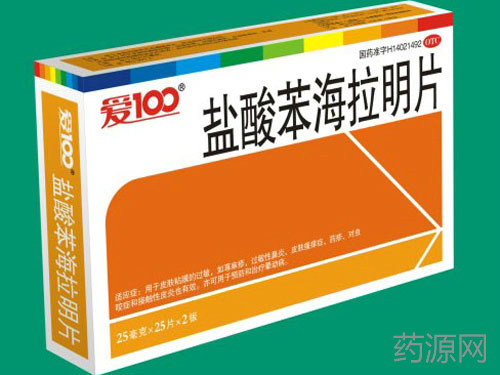 国药准字H14021492 OTC
爱100®
盐酸苯海拉明片
适应症：用于皮肤粘膜的过敏，如荨麻疹、过敏性鼻炎、皮肤瘙痒症、药疹，对虫
咬症和接触性皮炎也有效。亦可用于预防和治疗晕动病。
25毫克×25片×2板
爱100®
盐酸苯海拉明片
药源网